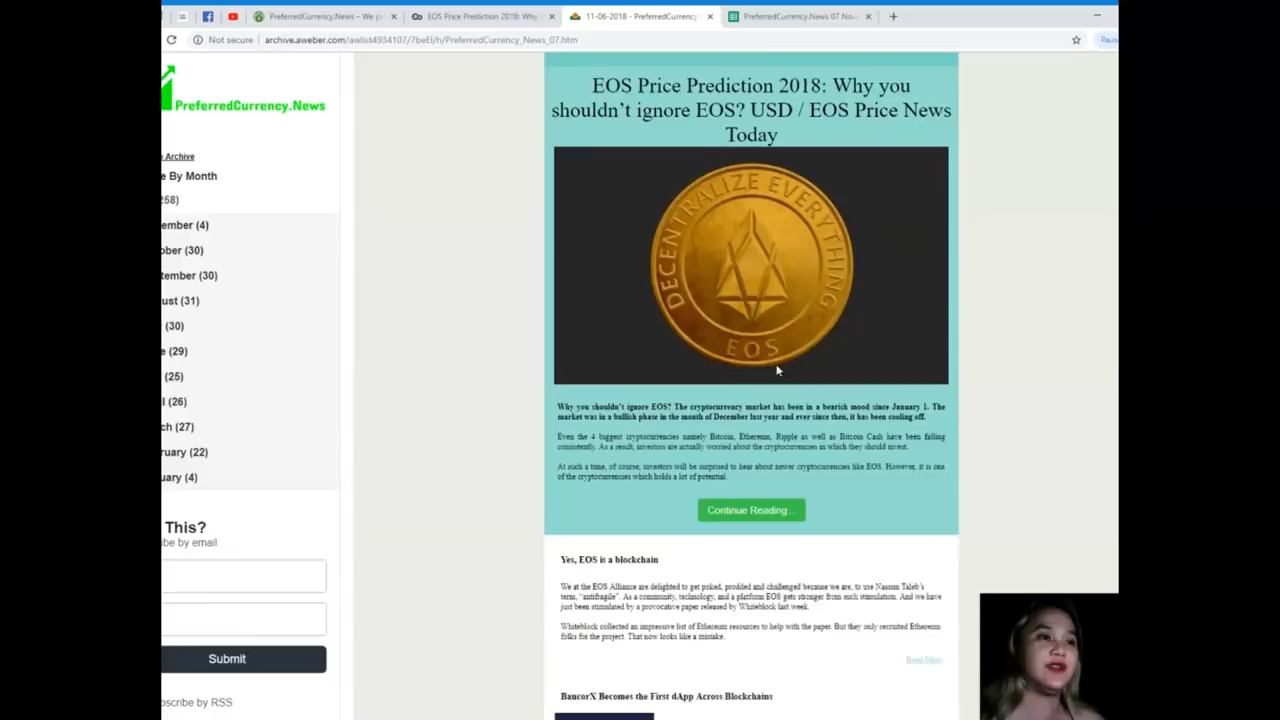 PreferredCurrency.News – We p
EOS Price Prediction 2018: Why
11-06-2018 - PreferredCurrency
PreferredCurrency.News 07 Nov
Not secure
archive.aweber.com/awlist4934107/7beEI/h/PreferredCurrency_News_07.htm
Paus
PreferredCurrency.News
Archive
e By Month
258)
ember (4)
ober (30)
tember (30)
ust (31)
(30)
e (29)
(25)
l (26)
ch (27)
ruary (22)
uary (4)
This?
be by email.
Submit
scribe by RSS
EOS Price Prediction 2018: Why you
shouldn’t ignore EOS? USD / EOS Price News
Today
DECENTRALIZE EVERYTHING
EOS
Why you shouldn’t ignore EOS? The cryptocurrency market has been in a bearish mood since January 1. The
market was in a bullish phase in the month of December last year and ever since then, it has been cooling off.
Even the 4 biggest cryptocurrencies namely Bitcoin, Ethereum, Ripple as well as Bitcoin Cash have been falling
consistently. As a result, investors are actually worried about the cryptocurrencies in which they should invest.
At such a time, of course, investors will be surprised to hear about newer cryptocurrencies like EOS. However, it is one
of the cryptocurrencies which holds a lot of potential.
Continue Reading...
Yes, EOS is a blockchain
We at the EOS Alliance are delighted to get poked, prodded and challenged because we are, to use Nassim Taleb’s
term, “antifragile”. As a community, technology, and a platform EOS gets stronger from such stimulation. And we have
just been stimulated by a provocative paper released by Whiteblock last week.
Whiteblock collected an impressive list of Ethereum resources to help with the paper. But they only recruited Ethereum
folks for the project. That now looks like a mistake.
Read More
BancorX Becomes the First dApp Across Blockchains